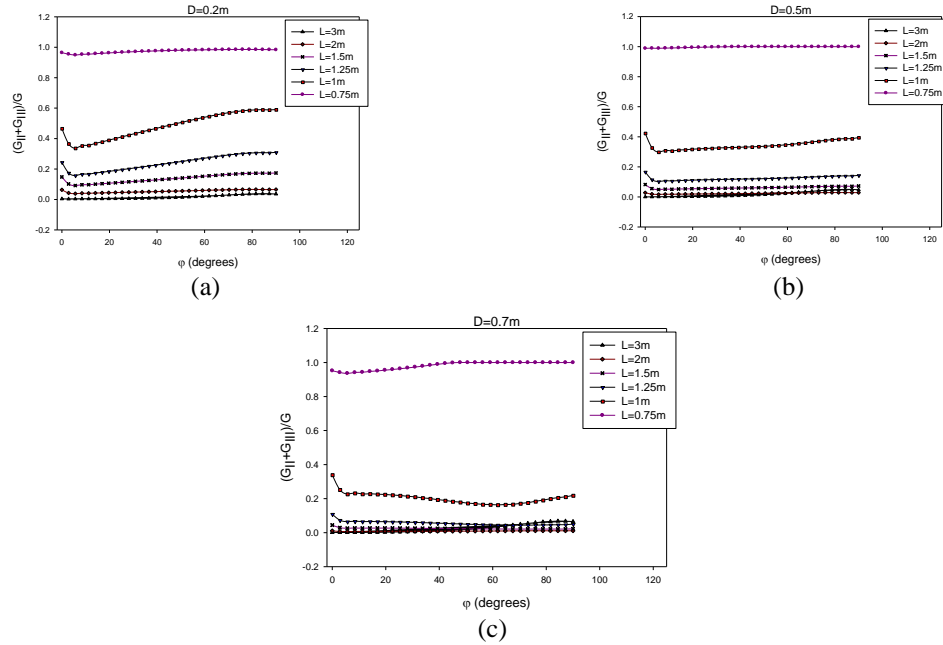 D=0.2m
(G_II+G_III)/G
1.2
1.0
0.8
0.6
0.4
0.2
0.0
-0.2
0 20 40 60 80 100 120
φ (degrees)
L=3m
L=2m
L=1.5m
L=1.25m
L=1m
L=0.75m
(a)
D=0.5m
(G_II+G_III)/G
1.2
1.0
0.8
0.6
0.4
0.2
0.0
-0.2
0 20 40 60 80 100 120
φ (degrees)
L=3m
L=2m
L=1.5m
L=1.25m
L=1m
L=0.75m
(b)
D=0.7m
(G_II+G_III)/G
1.2
1.0
0.8
0.6
0.4
0.2
0.0
-0.2
0 20 40 60 80 100 120
φ (degrees)
L=3m
L=2m
L=1.5m
L=1.25m
L=1m
L=0.75m
(c)